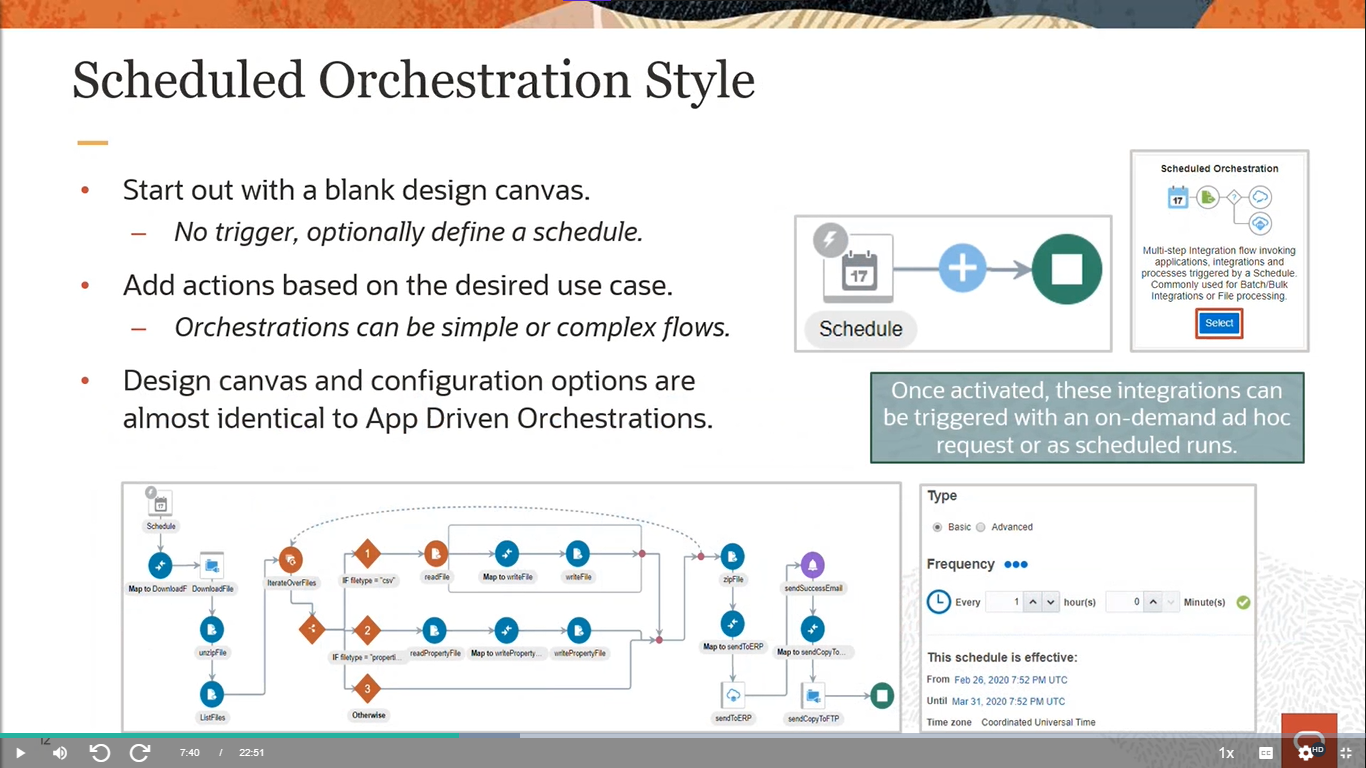 Scheduled Orchestration Style
• Start out with a blank design canvas.
– No trigger, optionally define a schedule.
• Add actions based on the desired use case.
– Orchestrations can be simple or complex flows.
• Design canvas and configuration options are
almost identical to App Driven Orchestrations.
17
Schedule
Scheduled Orchestration
17
?
Multi-step Integration flow invoking
applications, integrations and
processes triggered by a Schedule.
Commonly used for Batch/Bulk
Integrations or File processing.
Select
Once activated, these integrations can
be triggered with an on-demand ad hoc
request or as scheduled runs.
Schedule
Map to DownloadF
DownloadFile
unzipFile
ListFiles
IterateOverFiles
1
IF filetype = "csv"
readFile
Map to writeFile
writeFile
2
IF filetype = "properti...
readPropertyFile
Map to writeProperty...
writePropertyFile
3
Otherwise
zipFile
Map to sendToERP
sendToERP
sendSuccessEmail
Map to sendCopyTo...
sendCopyToFTP
Type
Basic Advanced
Frequency
Every 1 hour(s) 0 Minute(s)
This schedule is effective:
From Feb 26, 2020 7:52 PM UTC
Until Mar 31, 2020 7:52 PM UTC
Time zone Coordinated Universal Time
12
7:40 / 22:51
1x
CC
HD